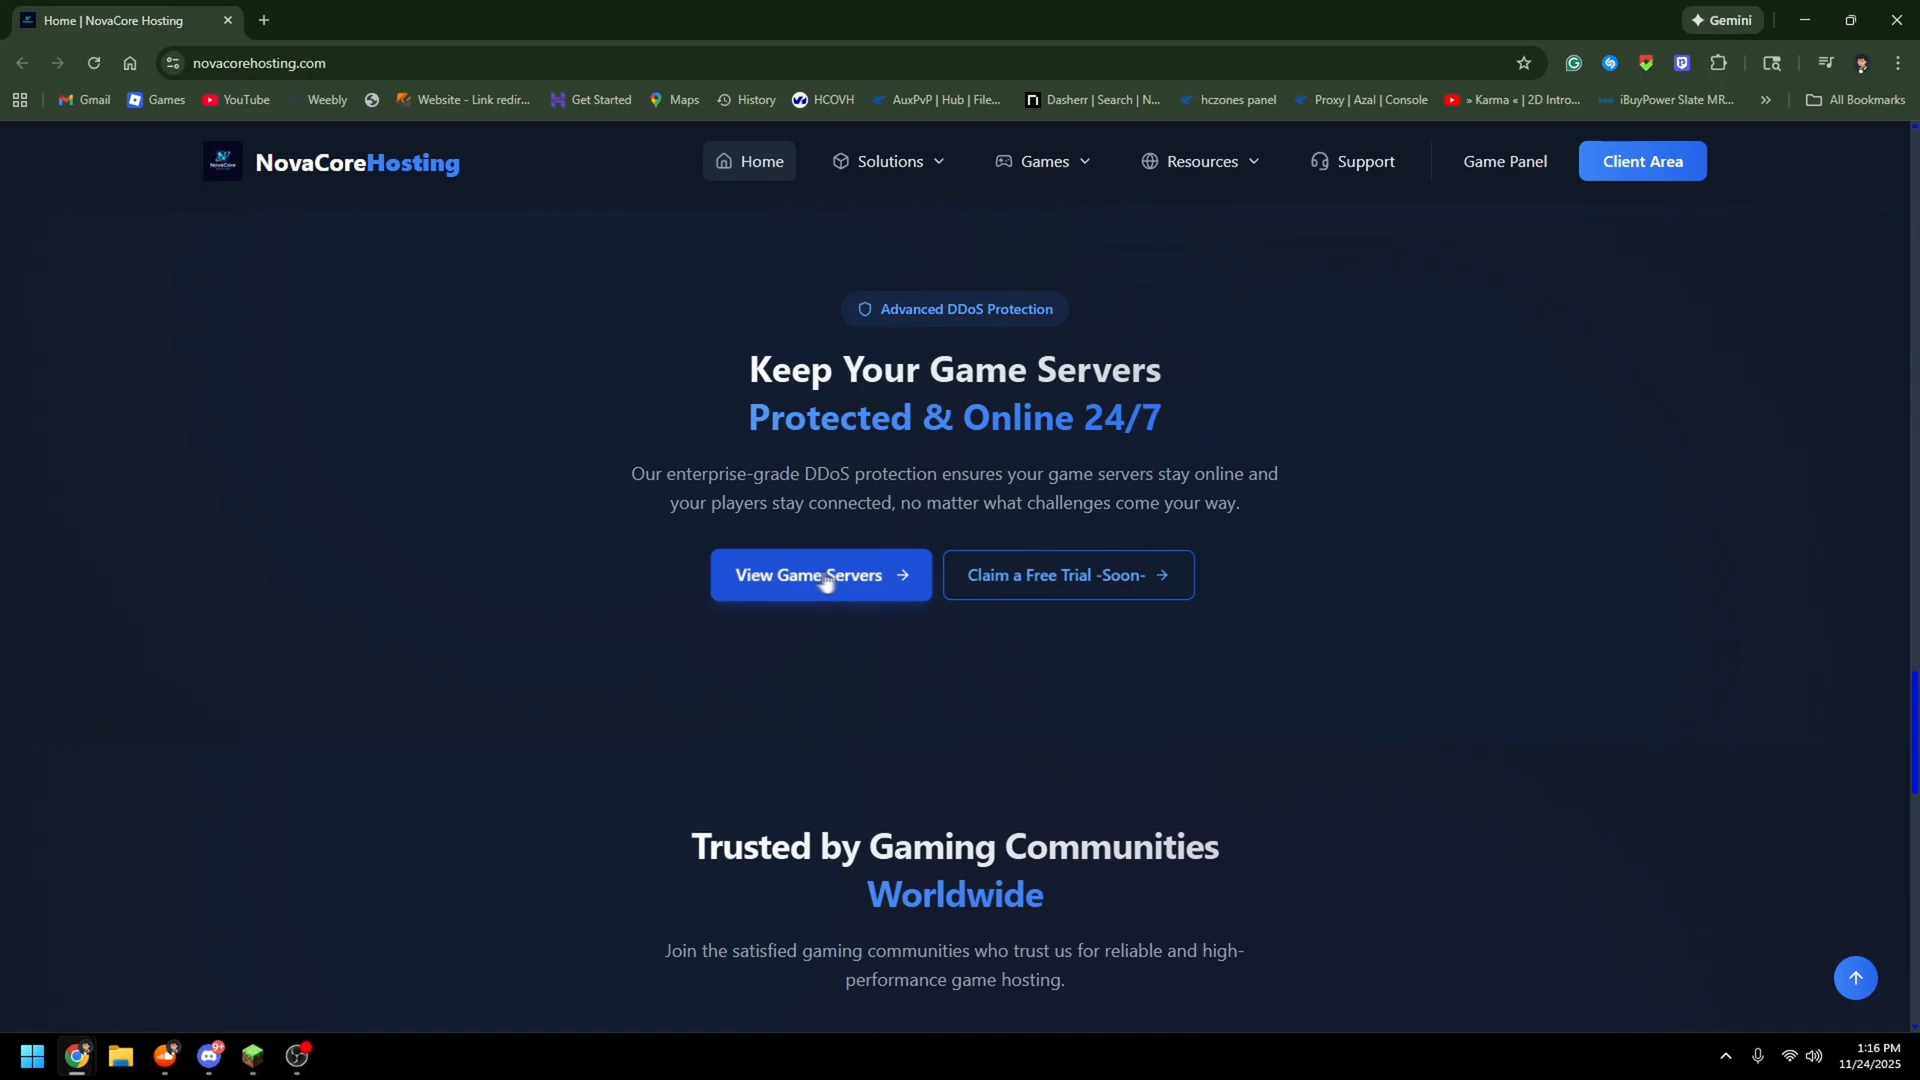 Home | NovaCore Hosting
Gemini
novacorehosting.com
Gmail
Games
YouTube
Weebly
Website - Link redir...
Get Started
Maps
History
HCOVH
AuxPvP | Hub | File...
Dasherr | Search | N...
hczones panel
Proxy | Azal | Console
» Karma « | 2D Intro...
iBuyPower Slate MR...
»
All Bookmarks
NovaCoreHosting
Home
Solutions
Games
Resources
Support
Game Panel
Client Area
Advanced DDoS Protection
Keep Your Game Servers
Protected & Online 24/7
Our enterprise-grade DDoS protection ensures your game servers stay online and
your players stay connected, no matter what challenges come your way.
View Game Servers
Claim a Free Trial -Soon-
Trusted by Gaming Communities
Worldwide
Join the satisfied gaming communities who trust us for reliable and high-
performance game hosting.
9+
1:16 PM
11/24/2025